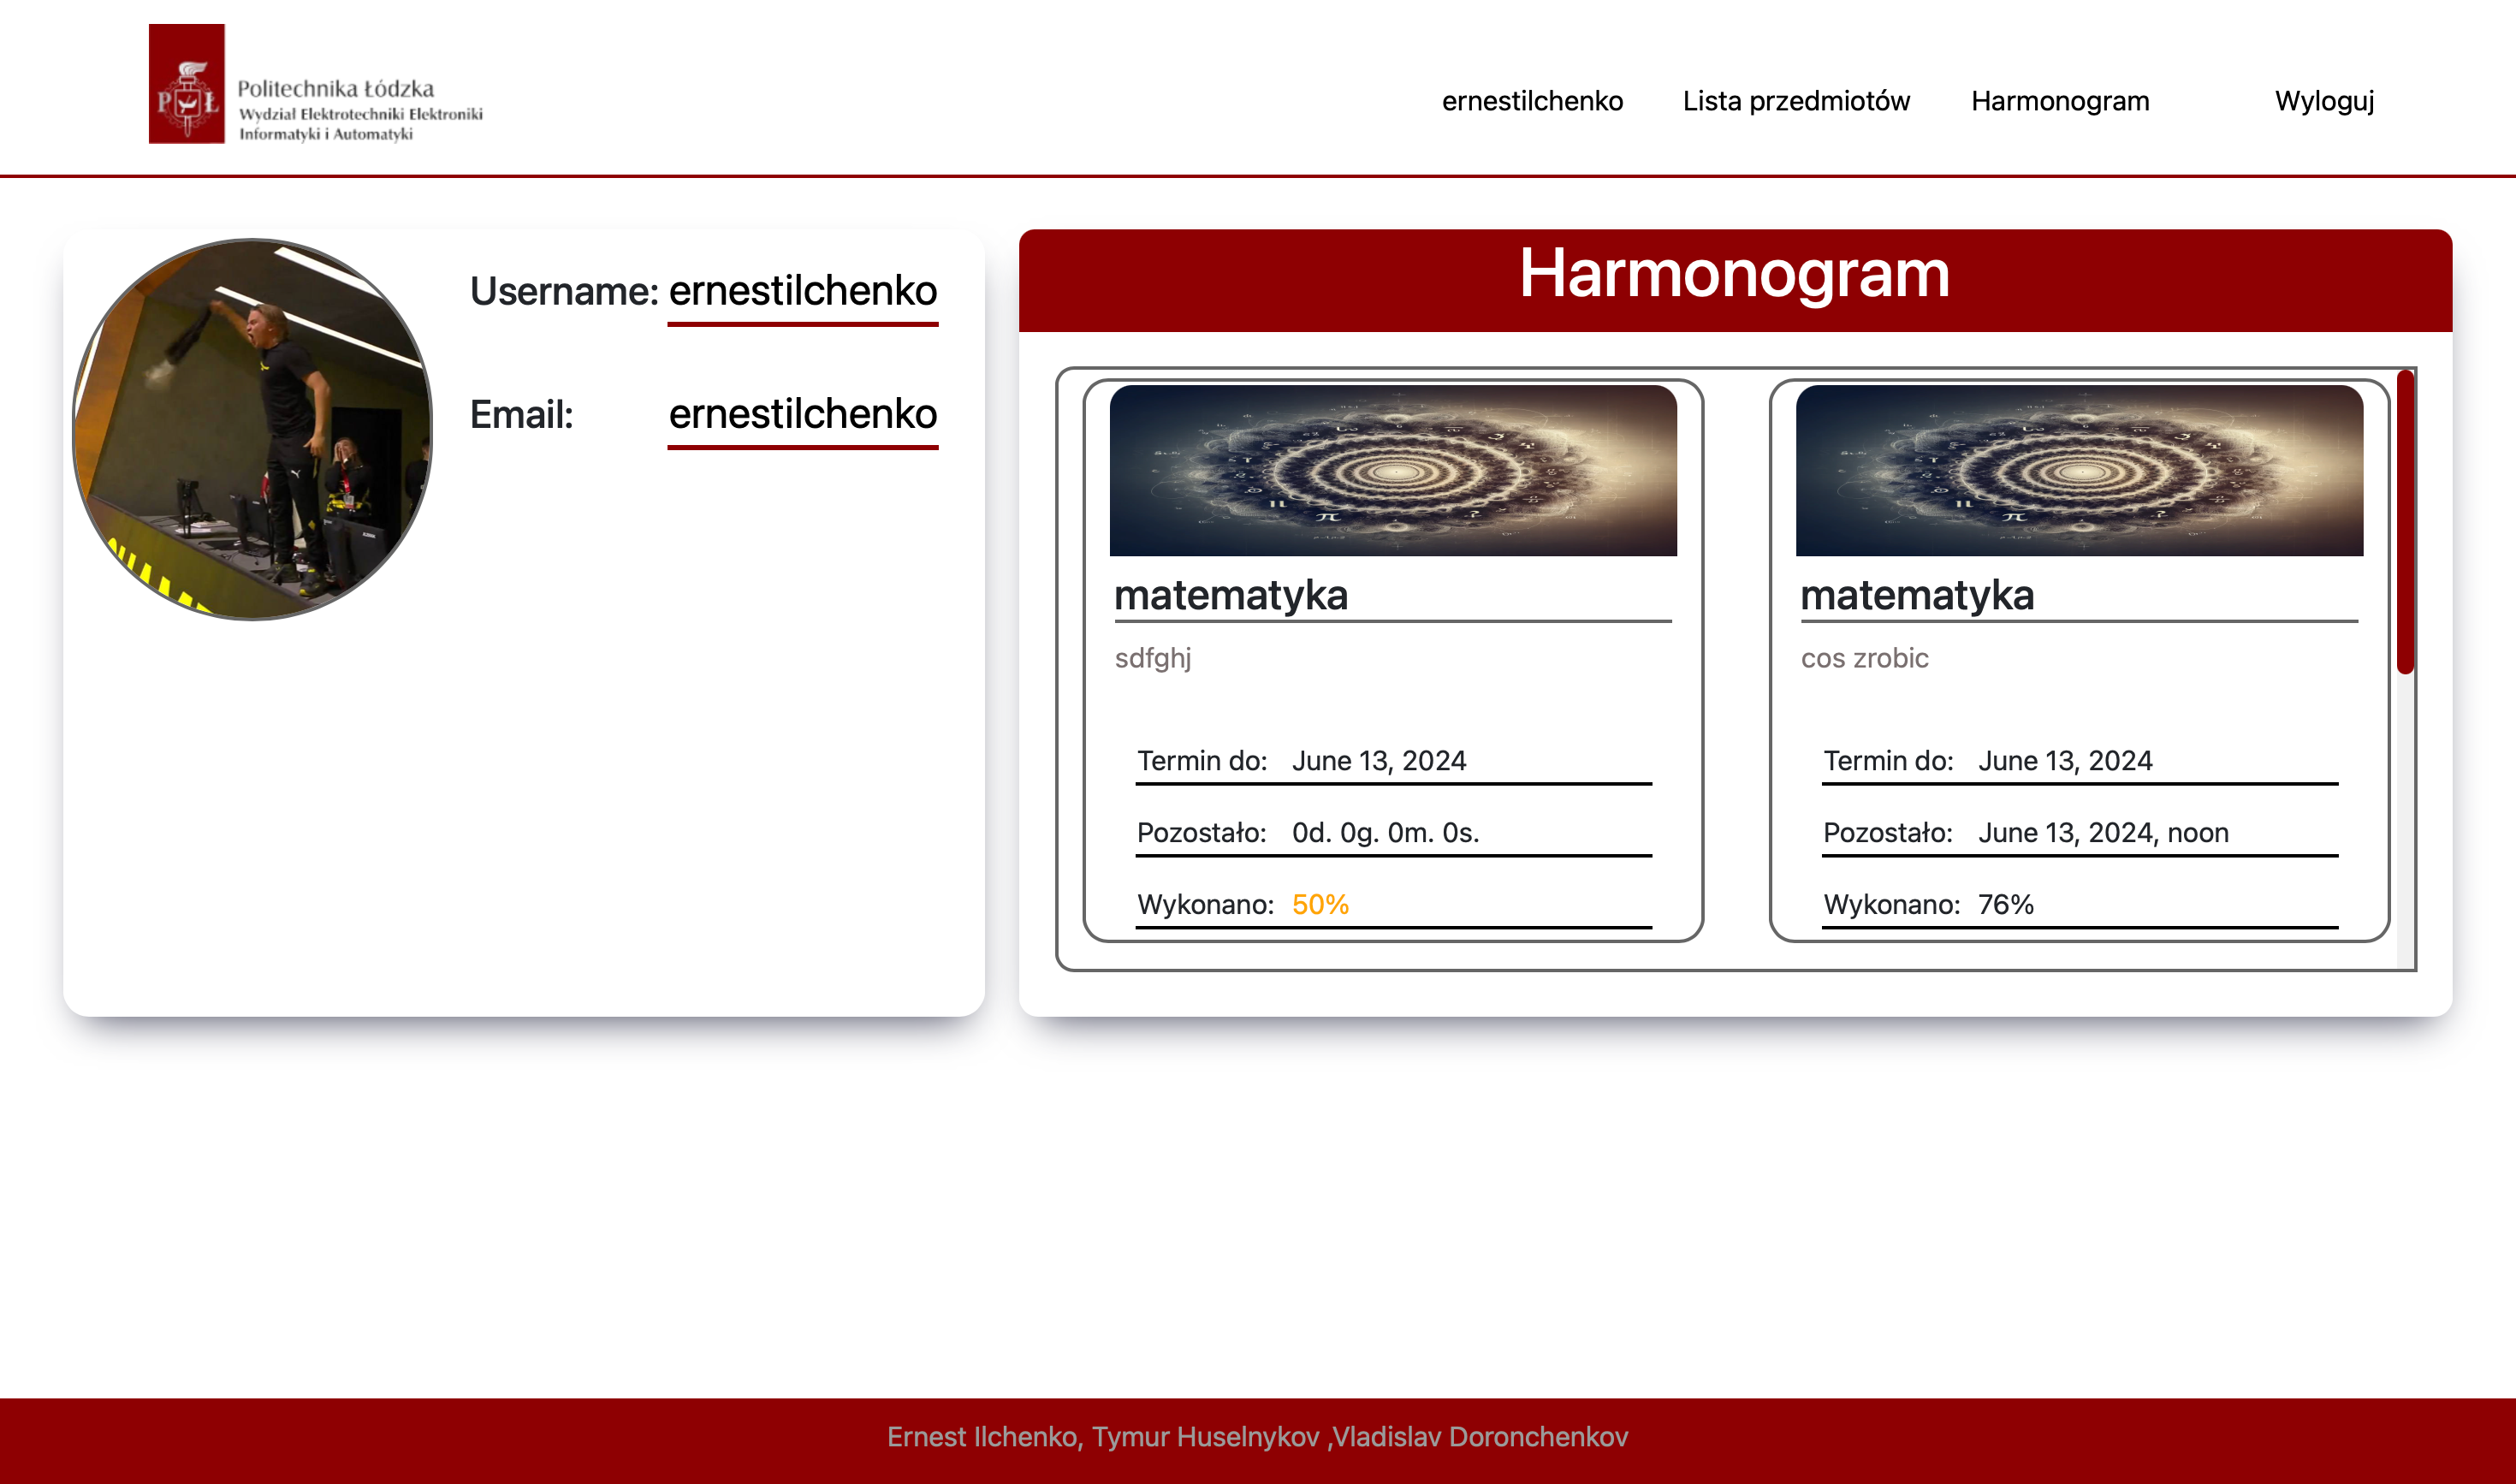 P Ł
Politechnika Łódzka
Wydział Elektrotechniki Elektroniki
Informatyki i Automatyki
ernestilchenko
Lista przedmiotów
Harmonogram
Wyloguj
Username: ernestilchenko
Email: ernestilchenko
Harmonogram
matematyka
sdfghj
Termin do: June 13, 2024
Pozostało: 0d. 0g. 0m. 0s.
Wykonano: 50%
matematyka
cos zrobic
Termin do: June 13, 2024
Pozostało: June 13, 2024, noon
Wykonano: 76%
Ernest Ilchenko, Tymur Huselnykov ,Vladislav Doronchenkov